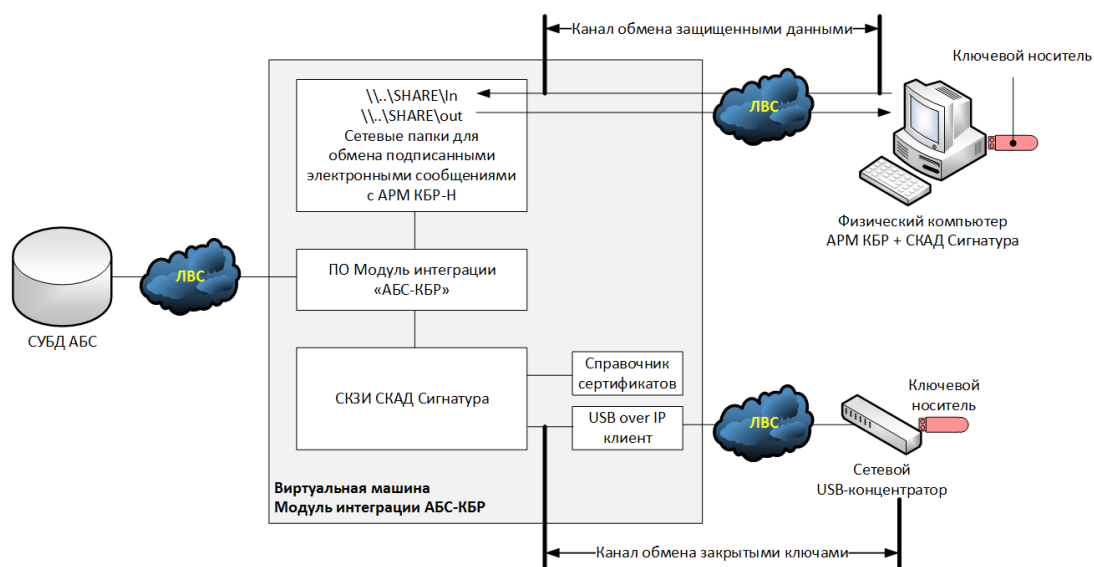 Канал обмена защищенными данными
Ключевой носитель
\\..\SHARE\In
\\..\SHARE\out
Сетевые папки для
обмена подписанными
электронными сообщениями
с АРМ КБР-Н
ЛВС
Физический компьютер
АРМ КБР + СКАД Сигнатура
СУБД АБС
ЛВС
ПО Модуль интеграции
«АБС-КБР»
СКЗИ СКАД Сигнатура
Справочник
сертификатов
USB over IP
клиент
ЛВС
Ключевой
носитель
Сетевой
USB-концентратор
Виртуальная машина
Модуль интеграции АБС-КБР
Канал обмена закрытыми ключами